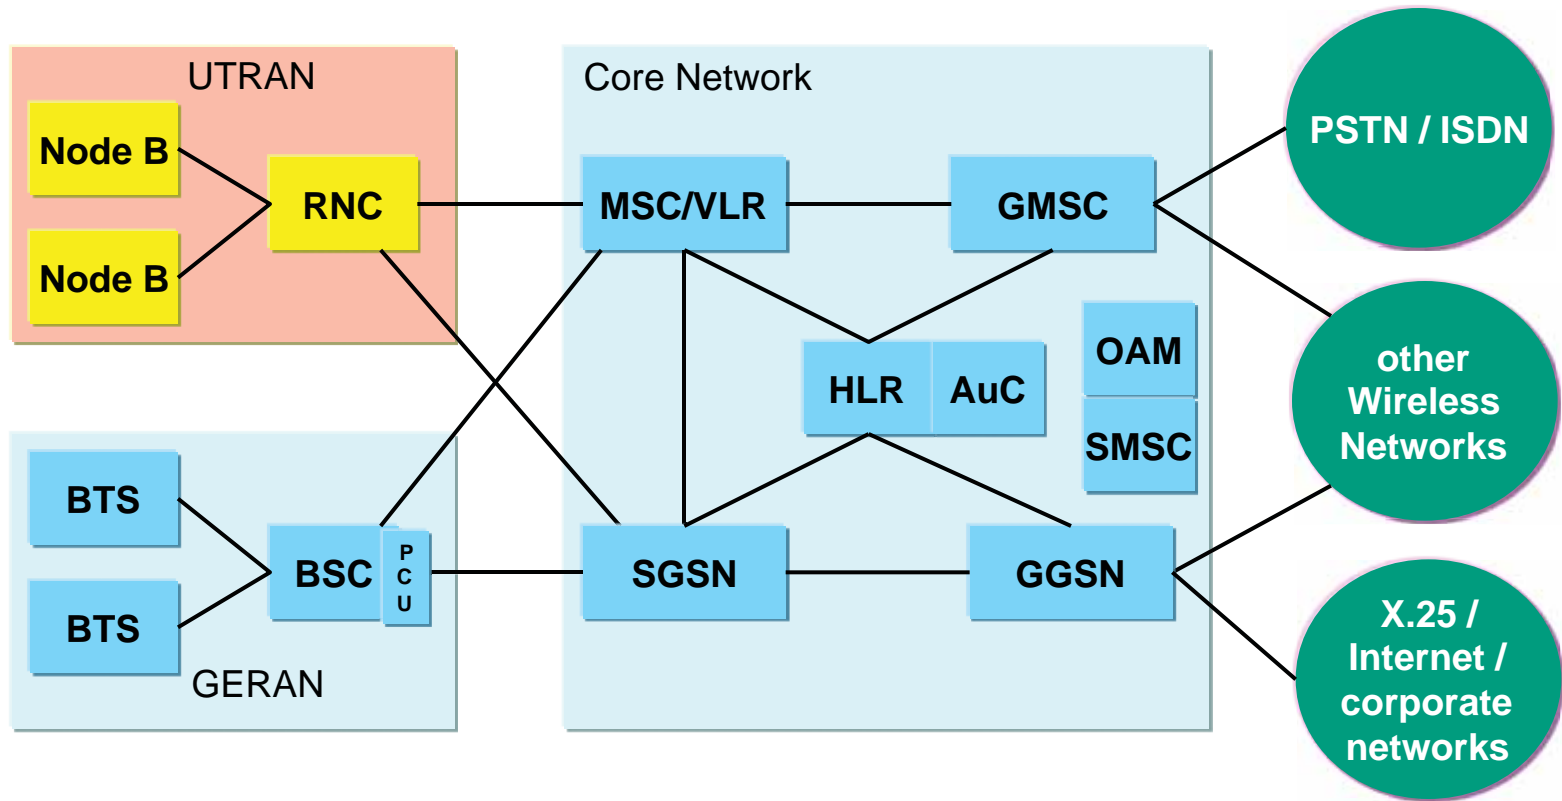 UTRAN
Node B
Node B
RNC
Core Network
MSC/VLR
GMSC
HLR
AuC
OAM
SMSC
SGSN
GGSN
BTS
BTS
BSC
P
C
U
GERAN
PSTN / ISDN
other
Wireless
Networks
X.25 /
Internet /
corporate
networks